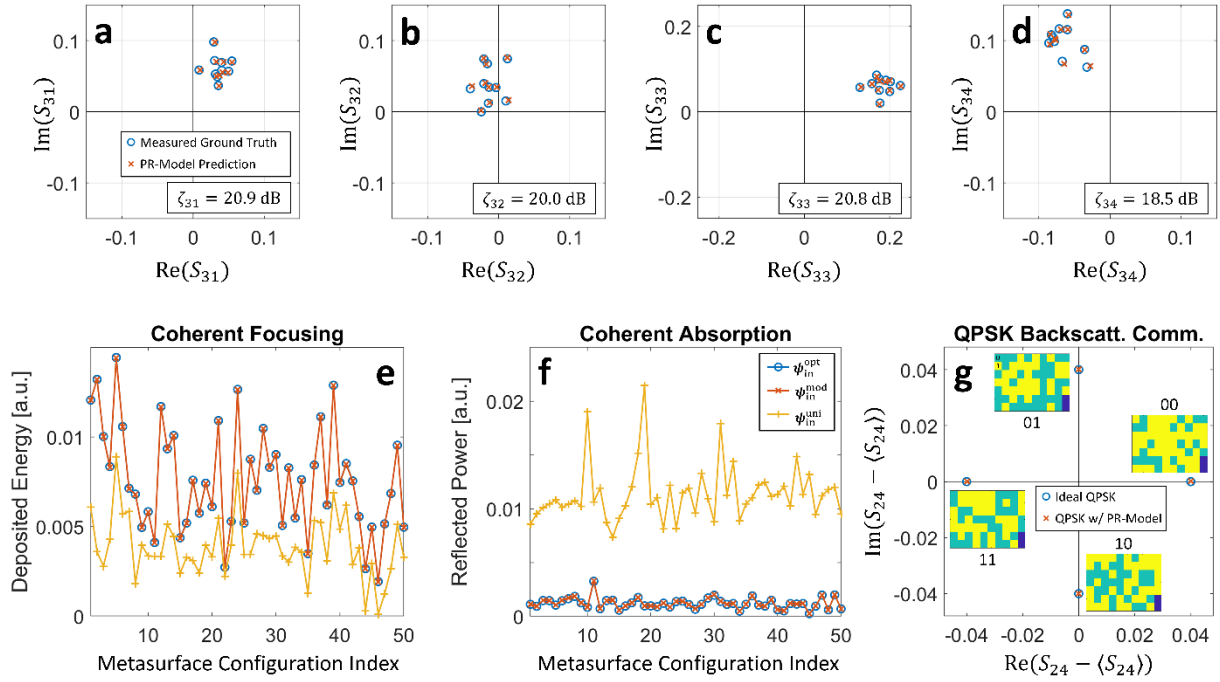 a
0.1
0
-0.1
Im(S31)
-0.1
0
0.1
Re(S31)
Measured Ground Truth
PR-Model Prediction
ζ31 = 20.9 dB
b
0.1
0
-0.1
Im(S32)
-0.1
0
0.1
Re(S32)
ζ32 = 20.0 dB
c
0.2
0
-0.2
Im(S33)
-0.2
0
0.2
Re(S33)
ζ33 = 20.8 dB
d
0.1
0
-0.1
Im(S34)
-0.1
0
0.1
Re(S34)
ζ34 = 18.5 dB
Coherent Focusing
e
Deposited Energy [a.u.]
0.01
0.005
0
10
20
30
40
50
Metasurface Configuration Index
Coherent Absorption
f
Reflected Power [a.u.]
0.02
0.01
0
10
20
30
40
50
Metasurface Configuration Index
ψ_in^opt
ψ_in^mod
ψ_in^uni
QPSK Backscatt. Comm.
g
Im(S24 − ⟨S24⟩)
0.04
0.02
0
-0.02
-0.04
-0.04
-0.02
0
0.02
0.04
Re(S24 − ⟨S24⟩)
01
00
Ideal QPSK
QPSK w/ PR-Model
11
10